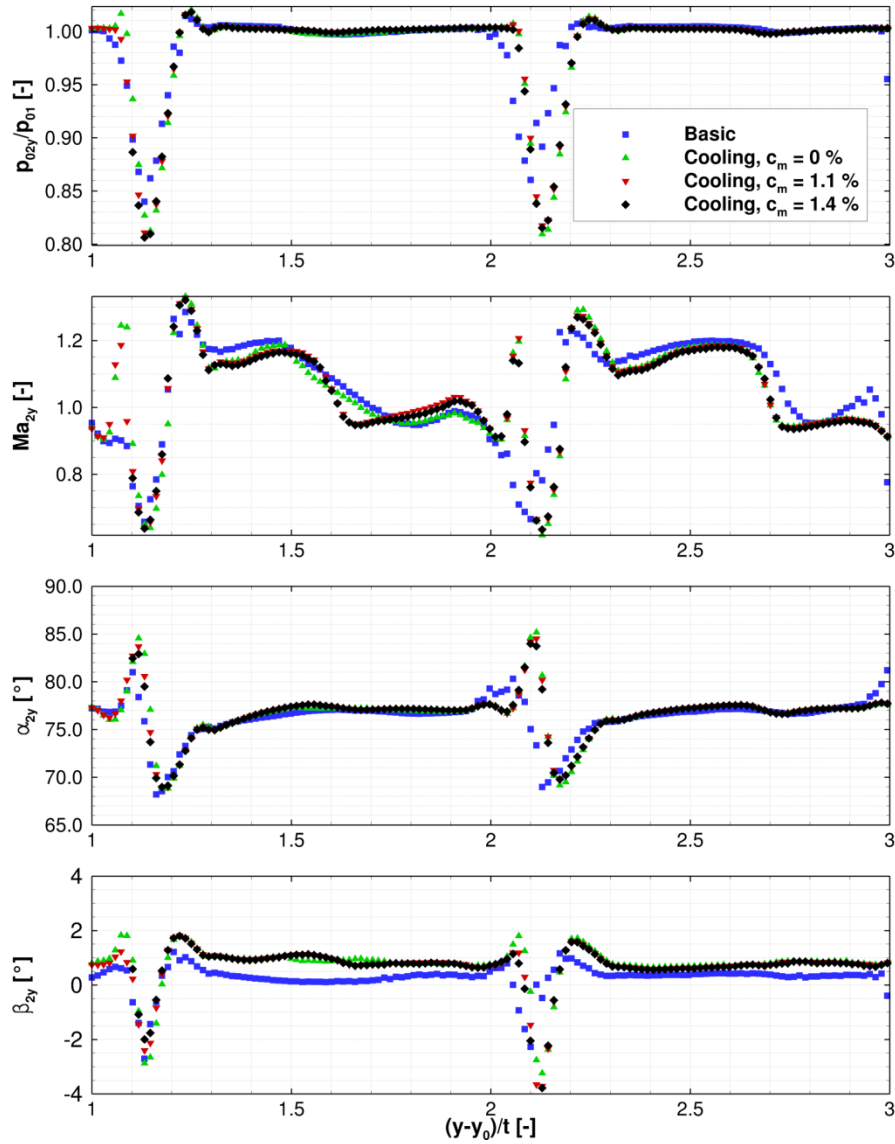 p02y/p01 [-]
1.00
0.95
0.90
0.85
0.80
Basic
Cooling, cm = 0 %
Cooling, cm = 1.1 %
Cooling, cm = 1.4 %
1 1.5 2 2.5 3
Ma2y [-]
1.2
1.0
0.8
1 1.5 2 2.5 3
α2y [°]
90.0
85.0
80.0
75.0
70.0
65.0
1 1.5 2 2.5 3
β2y [°]
4
2
0
-2
-4
1 1.5 2 2.5 3
(y-y0)/t [-]